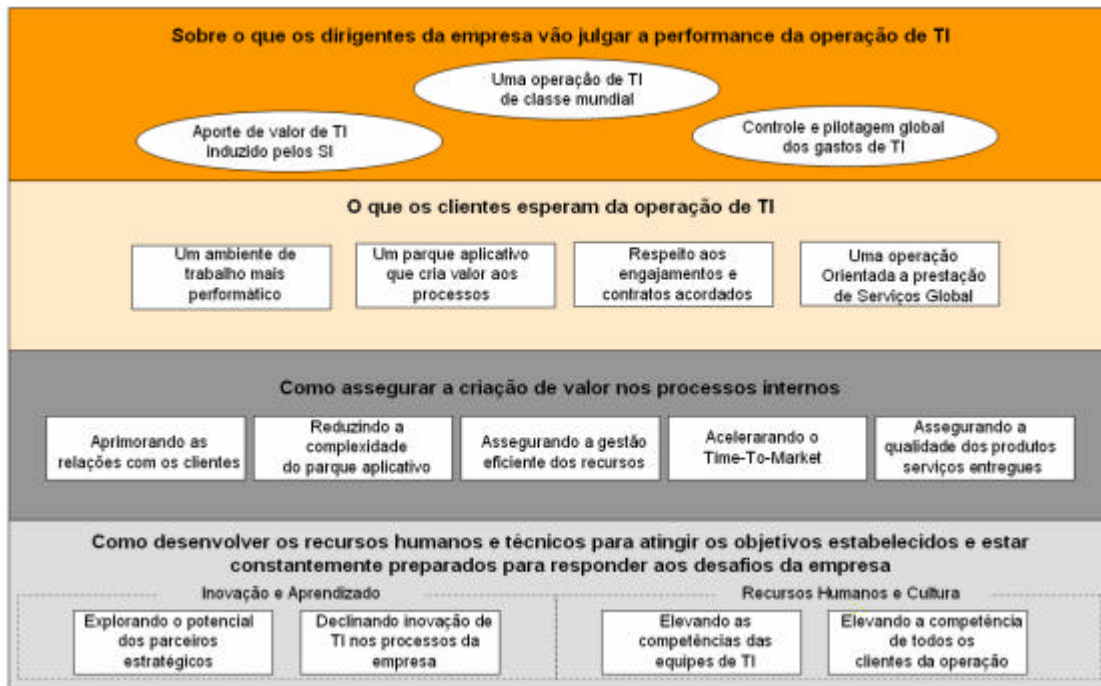 Sobre o que os dirigentes da empresa vão julgar a performance da operação de TI
Uma operação de TI
de classe mundial
Aporte de valor de TI
induzido pelos SI
Controle e pilotagem global
dos gastos de TI
O que os clientes esperam da operação de TI
Um ambiente de
trabalho mais
performático
Um parque aplicativo
que cria valor aos
processos
Respeito aos
engajamentos e
contratos acordados
Uma operação
Orientada a prestação
de Serviços Global
Como assegurar a criação de valor nos processos internos
Aprimorando as
relações com os clientes
Reduzindo a
complexidade
do parque aplicativo
Assegurando a gestão
eficiente dos recursos
Acelerarando o
Time-To-Market
Assegurando a
qualidade dos produtos
serviços entregues
Como desenvolver os recursos humanos e técnicos para atingir os objetivos estabelecidos e estar
constantemente preparados para responder aos desafios da empresa
Inovação e Aprendizado
Explorando o potencial
dos parceiros
estratégicos
Declinando inovação de
TI nos processos da
empresa
Recursos Humanos e Cultura
Elevando as
competências das
equipes de TI
Elevando a competência
de todos os
clientes da operação